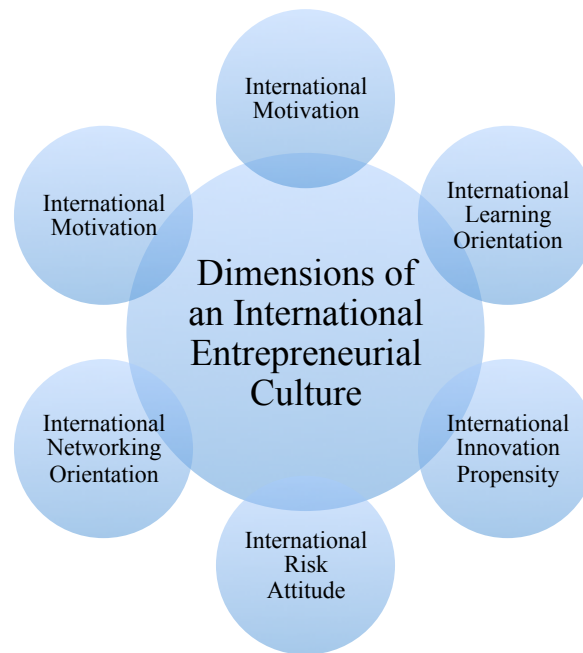 International
Motivation
International
Learning
Orientation
International
Innovation
Propensity
International
Risk
Attitude
International
Networking
Orientation
International
Motivation
Dimensions of
an International
Entrepreneurial
Culture